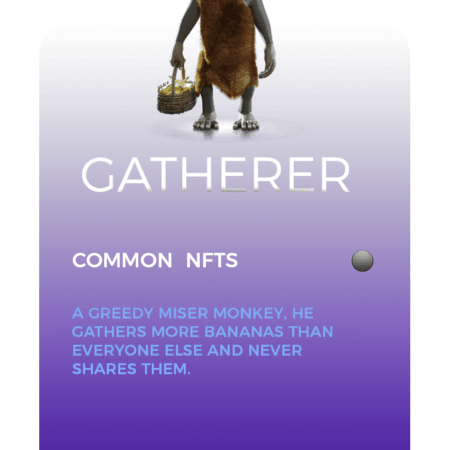 GATHERER
COMMON NFTS
A GREEDY MISER MONKEY, HE
GATHERS MORE BANANAS THAN
EVERYONE ELSE AND NEVER
SHARES THEM.